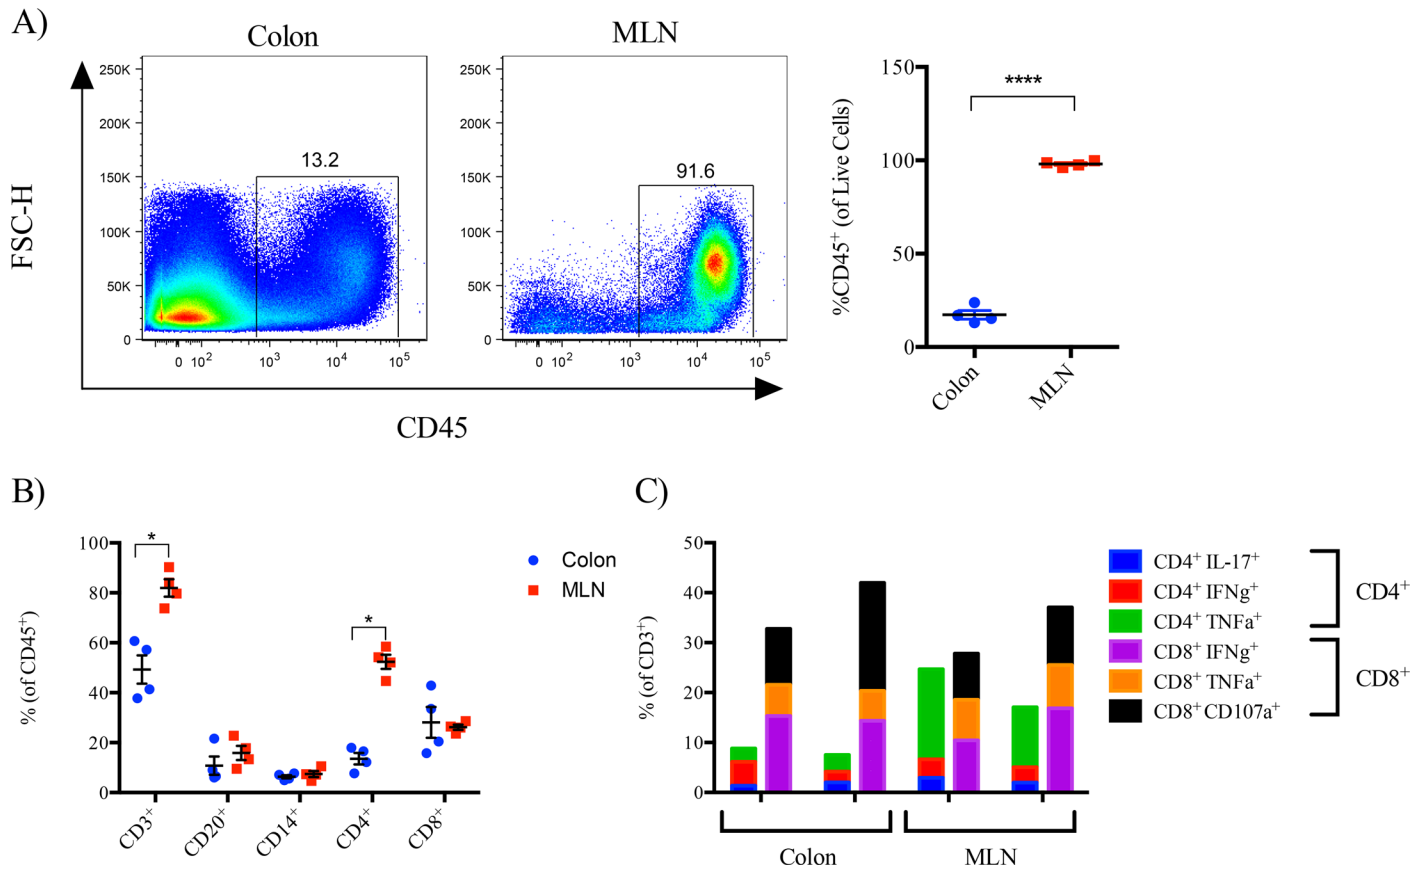 A)
Colon
MLN
FSC-H
250K
200K
150K
100K
50K
0
13.2
0 10² 10³ 10⁴ 10⁵
250K
200K
150K
100K
50K
0
91.6
0 10² 10³ 10⁴ 10⁵
CD45
%CD45⁺ (of Live Cells)
150
100
50
0
****
Colon
MLN
B)
% (of CD45⁺)
100
80
60
40
20
0
*
*
CD3⁺
CD20⁺
CD14⁺
CD4⁺
CD8⁺
Colon
MLN
C)
% (of CD3⁺)
50
40
30
20
10
0
Colon
MLN
CD4⁺ IL-17⁺
CD4⁺ IFNg⁺
CD4⁺ TNFa⁺
CD8⁺ IFNg⁺
CD8⁺ TNFa⁺
CD8⁺ CD107a⁺
CD4⁺
CD8⁺